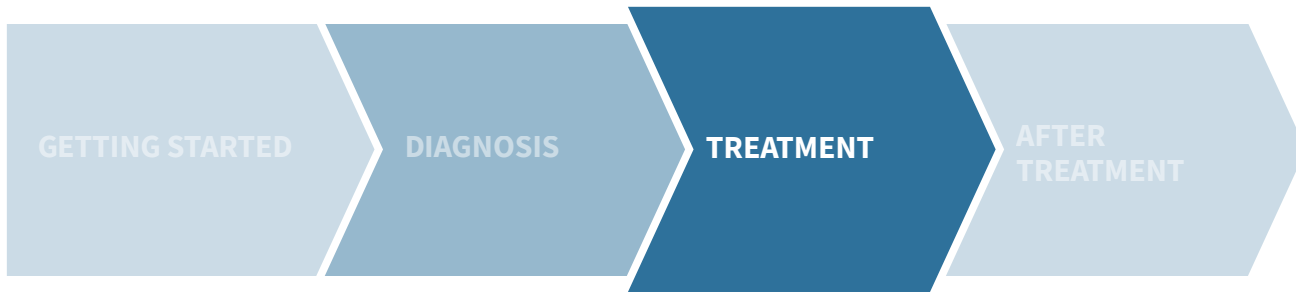 GETTING STARTED
DIAGNOSIS
TREATMENT
AFTER
TREATMENT